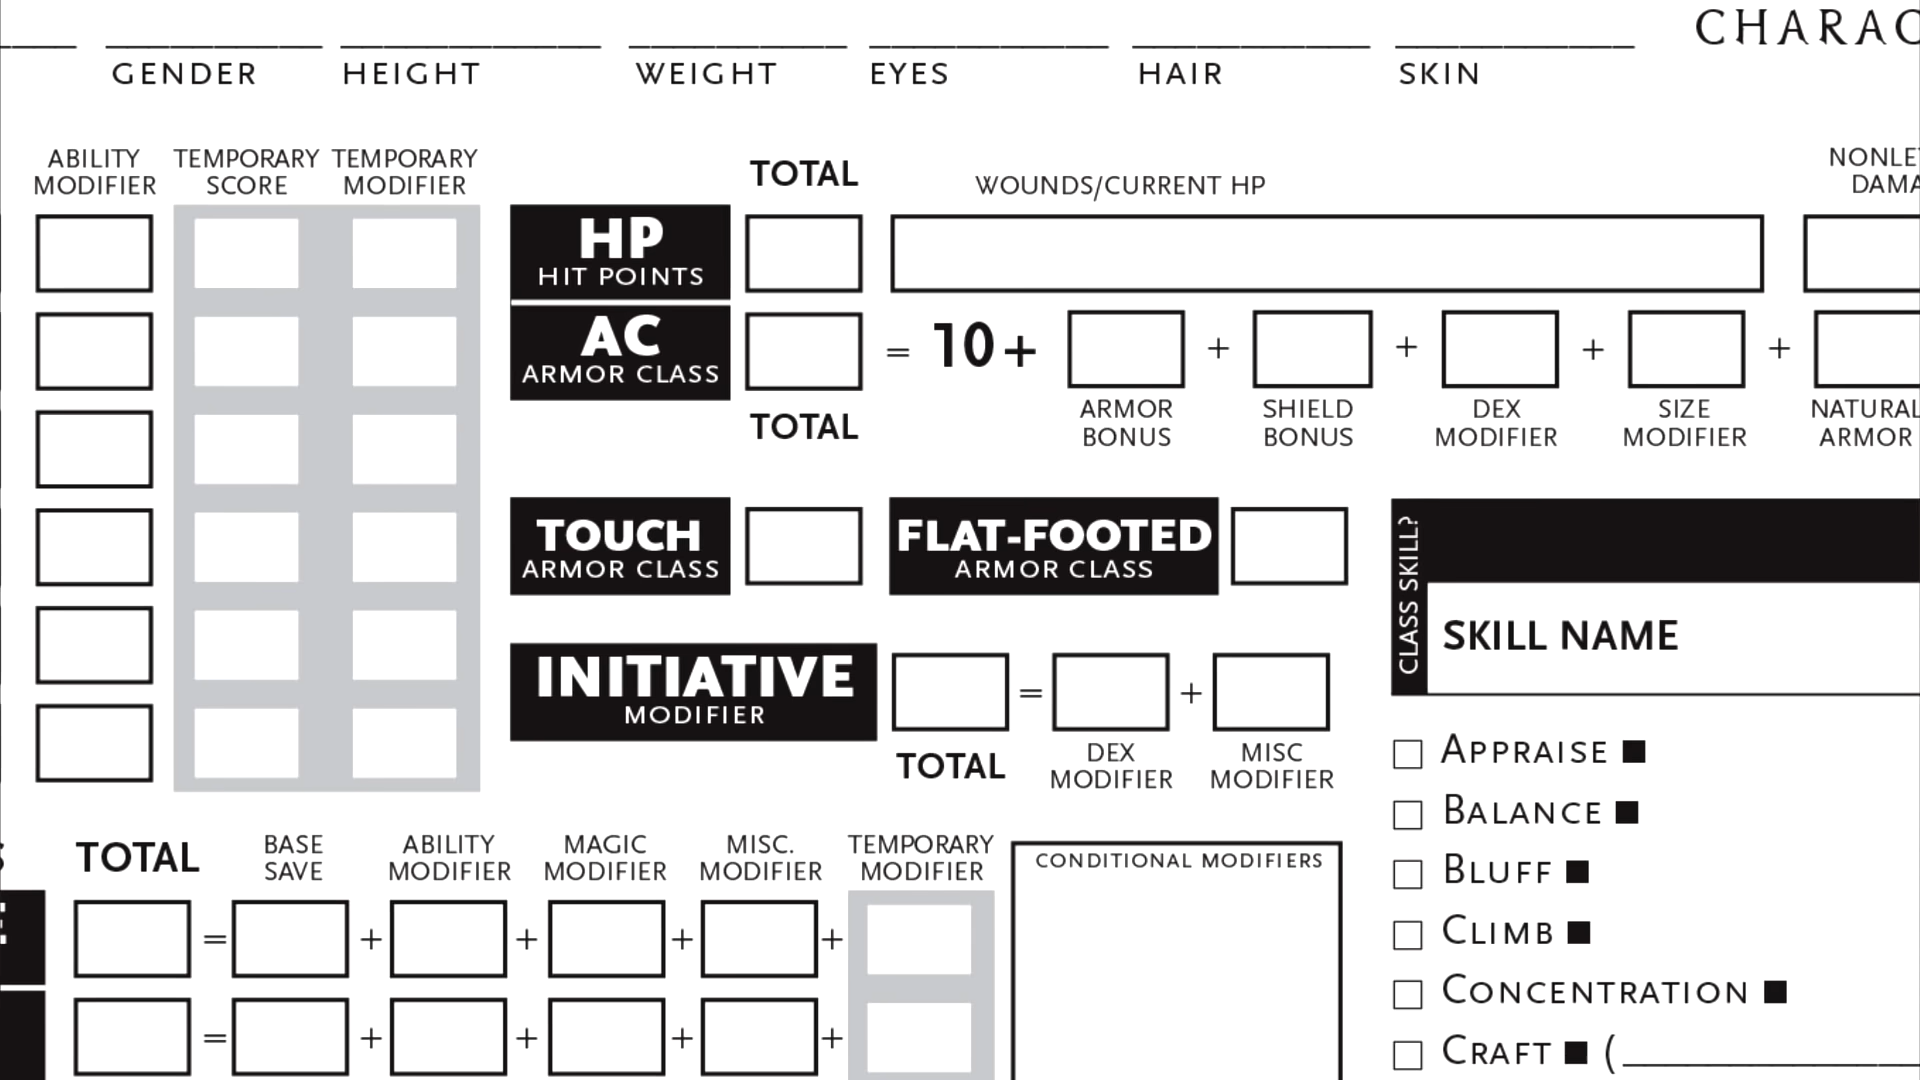 CHARAC
GENDER HEIGHT WEIGHT EYES HAIR SKIN
ABILITY MODIFIER
TEMPORARY SCORE
TEMPORARY MODIFIER
TOTAL
WOUNDS/CURRENT HP
NONLE
DAMA
HP
HIT POINTS
AC
ARMOR CLASS
= 10+ + + + +
TOTAL
ARMOR BONUS
SHIELD BONUS
DEX MODIFIER
SIZE MODIFIER
NATURAL ARMOR
TOUCH
ARMOR CLASS
FLAT-FOOTED
ARMOR CLASS
INITIATIVE
MODIFIER
= +
TOTAL
DEX MODIFIER
MISC MODIFIER
CLASS SKILL?
SKILL NAME
APPRAISE ■
BALANCE ■
BLUFF ■
CLIMB ■
CONCENTRATION ■
CRAFT ■ (
TOTAL
BASE SAVE
ABILITY MODIFIER
MAGIC MODIFIER
MISC. MODIFIER
TEMPORARY MODIFIER
CONDITIONAL MODIFIERS
= + + + +
= + + + +